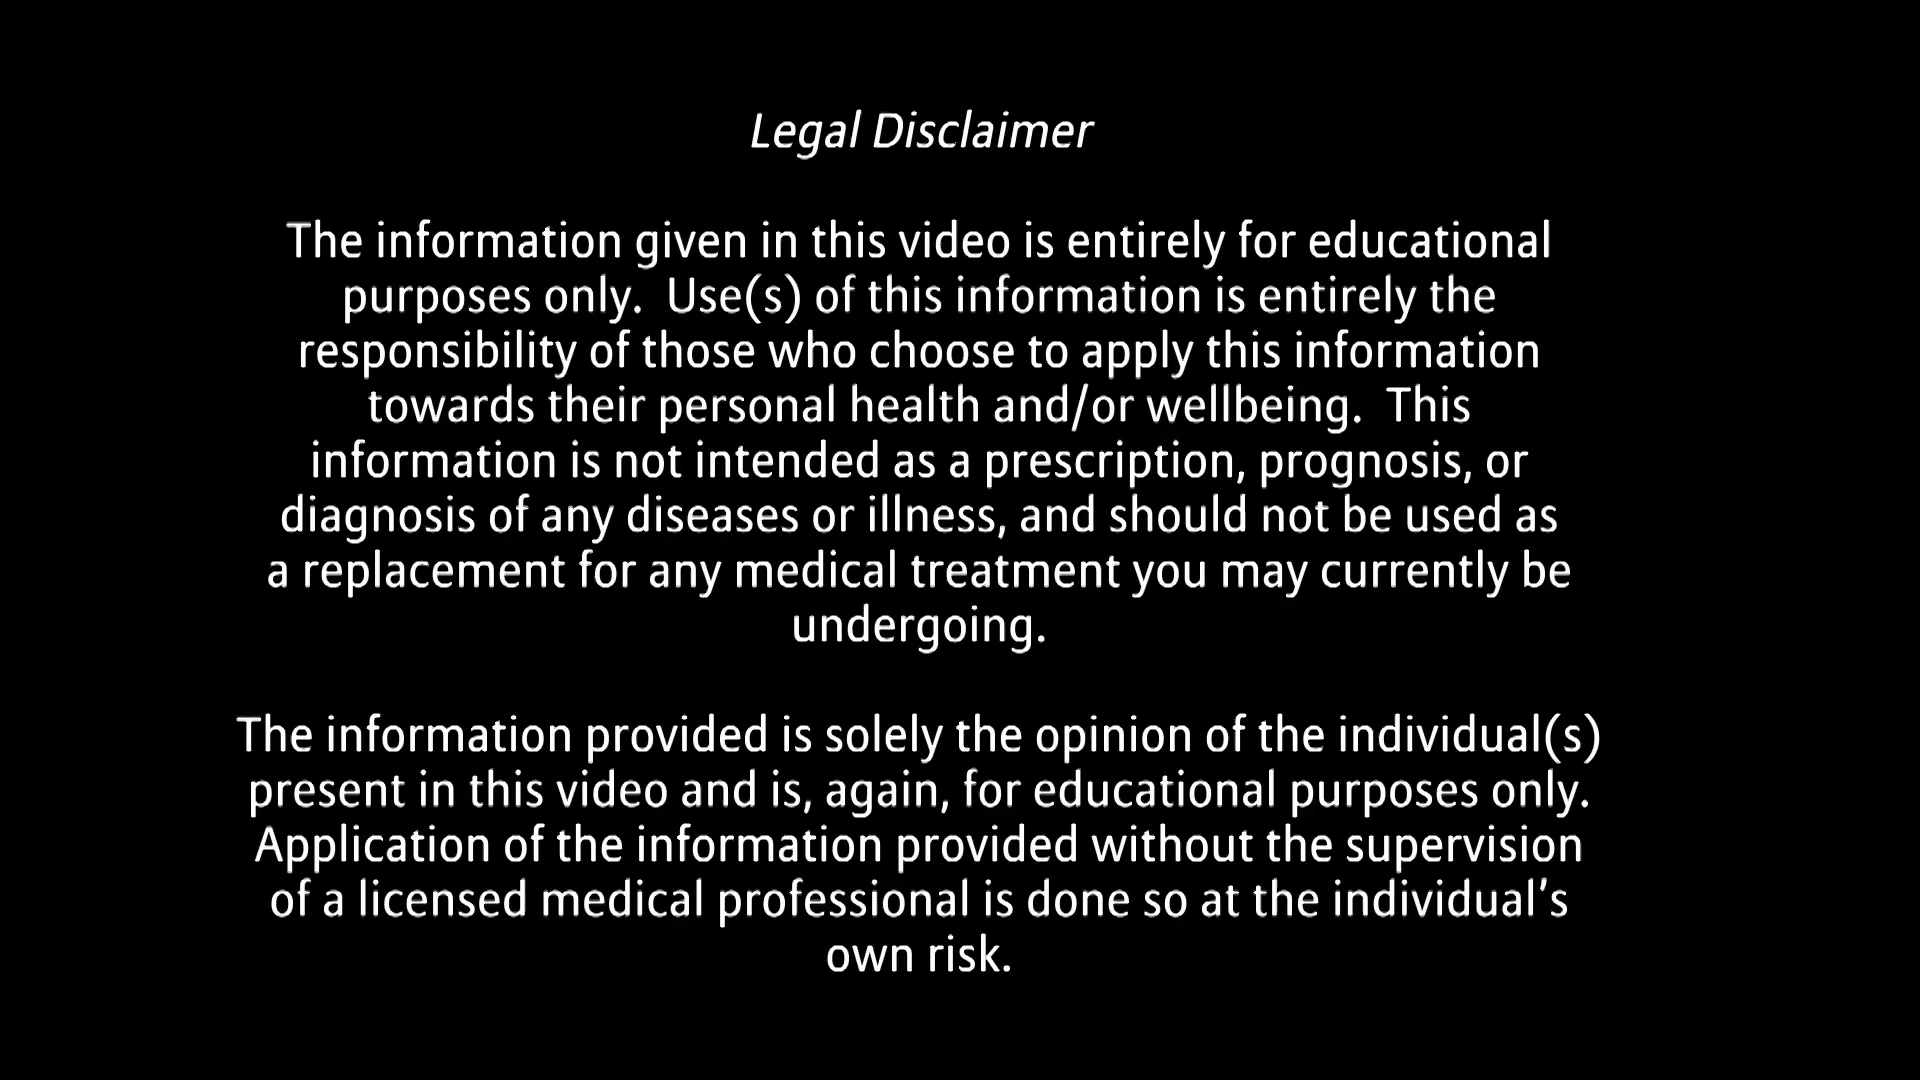 Legal Disclaimer
The information given in this video is entirely for educational
purposes only.  Use(s) of this information is entirely the
responsibility of those who choose to apply this information
towards their personal health and/or wellbeing.  This
information is not intended as a prescription, prognosis, or
diagnosis of any diseases or illness, and should not be used as
a replacement for any medical treatment you may currently be
undergoing.
The information provided is solely the opinion of the individual(s)
present in this video and is, again, for educational purposes only.
Application of the information provided without the supervision
of a licensed medical professional is done so at the individual’s
own risk.